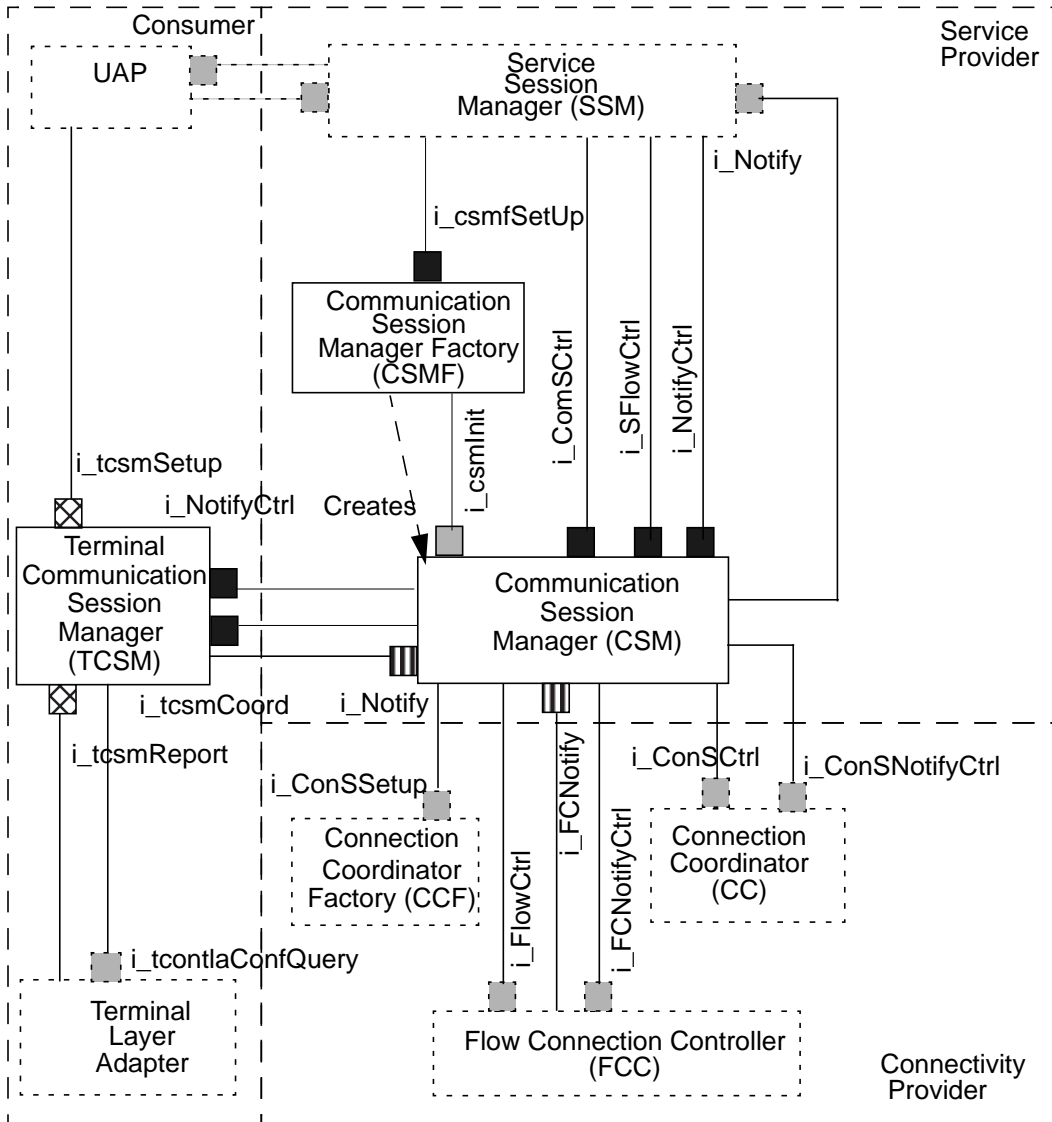 Consumer
Service
Provider
UAP
Service
Session
Manager (SSM)
i_Notify
i_csmfSetUp
Communication
Session
Manager Factory
(CSMF)
i_ComSCtrl
i_SFlowCtrl
i_NotifyCtrl
i_csmInit
i_tcsmSetup
i_NotifyCtrl
Creates
Terminal
Communication
Session
Manager
(TCSM)
Communication
Session
Manager (CSM)
i_tcsmCoord
i_Notify
i_tcsmReport
i_ConSSetup
i_FCNotify
i_ConSCtrl
i_ConSNotifyCtrl
Connection
Coordinator
Factory (CCF)
i_FlowCtrl
i_FCNotifyCtrl
Connection
Coordinator
(CC)
i_tcontlaConfQuery
Terminal
Layer
Adapter
Flow Connection Controller
(FCC)
Connectivity
Provider